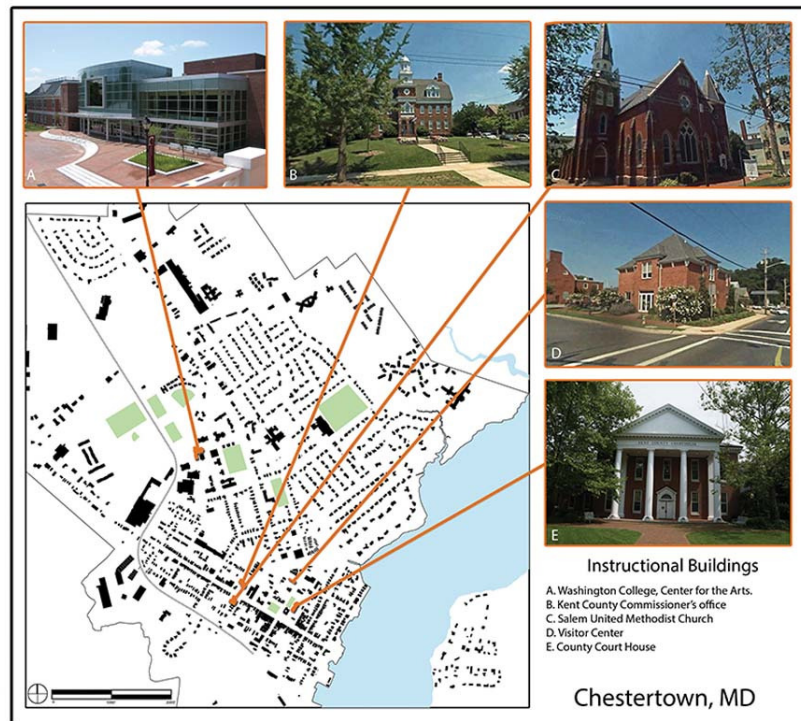 A
B
C
D
E
Instructional Buildings
A. Washington College, Center for the Arts.
B. Kent County Commissioner's office
C. Salem United Methodist Church
D. Visitor Center
E. County Court House
0
Chestertown, MD